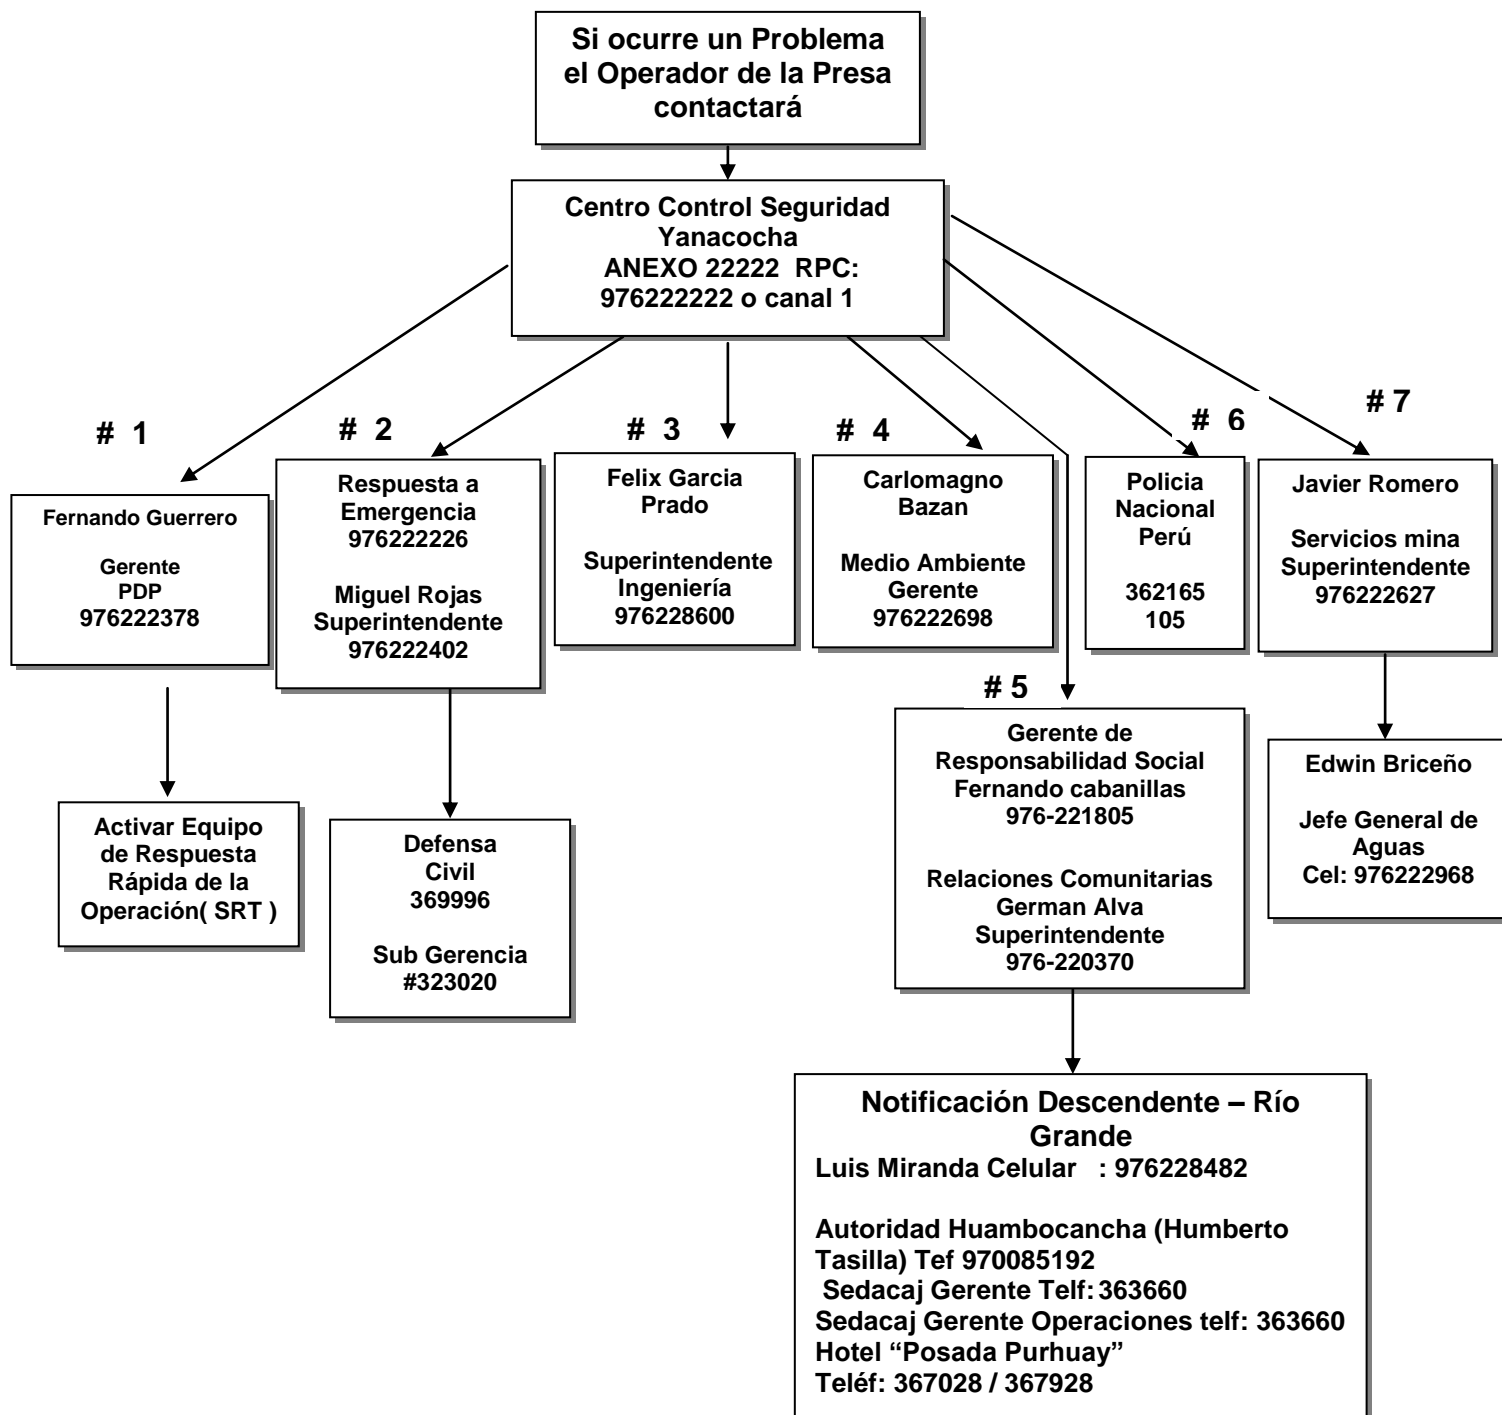 Si ocurre un Problema
el Operador de la Presa
contactará
Centro Control Seguridad
Yanacocha
ANEXO 22222 RPC:
976222222 o canal 1
# 1
Fernando Guerrero
Gerente
PDP
976222378
Activar Equipo
de Respuesta
Rápida de la
Operación( SRT )
# 2
Respuesta a
Emergencia
976222226
Miguel Rojas
Superintendente
976222402
Defensa
Civil
369996
Sub Gerencia
#323020
# 3
Felix Garcia
Prado
Superintendente
Ingeniería
976228600
# 4
Carlomagno
Bazan
Medio Ambiente
Gerente
976222698
# 5
Gerente de
Responsabilidad Social
Fernando cabanillas
976-221805
Relaciones Comunitarias
German Alva
Superintendente
976-220370
Notificación Descendente – Río
Grande
Luis Miranda Celular : 976228482
Autoridad Huambocancha (Humberto
Tasilla) Tef 970085192
Sedacaj Gerente Telf: 363660
Sedacaj Gerente Operaciones telf: 363660
Hotel “Posada Purhuay”
Teléf: 367028 / 367928
# 6
Policia
Nacional
Perú
362165
105
# 7
Javier Romero
Servicios mina
Superintendente
976222627
Edwin Briceño
Jefe General de
Aguas
Cel: 976222968